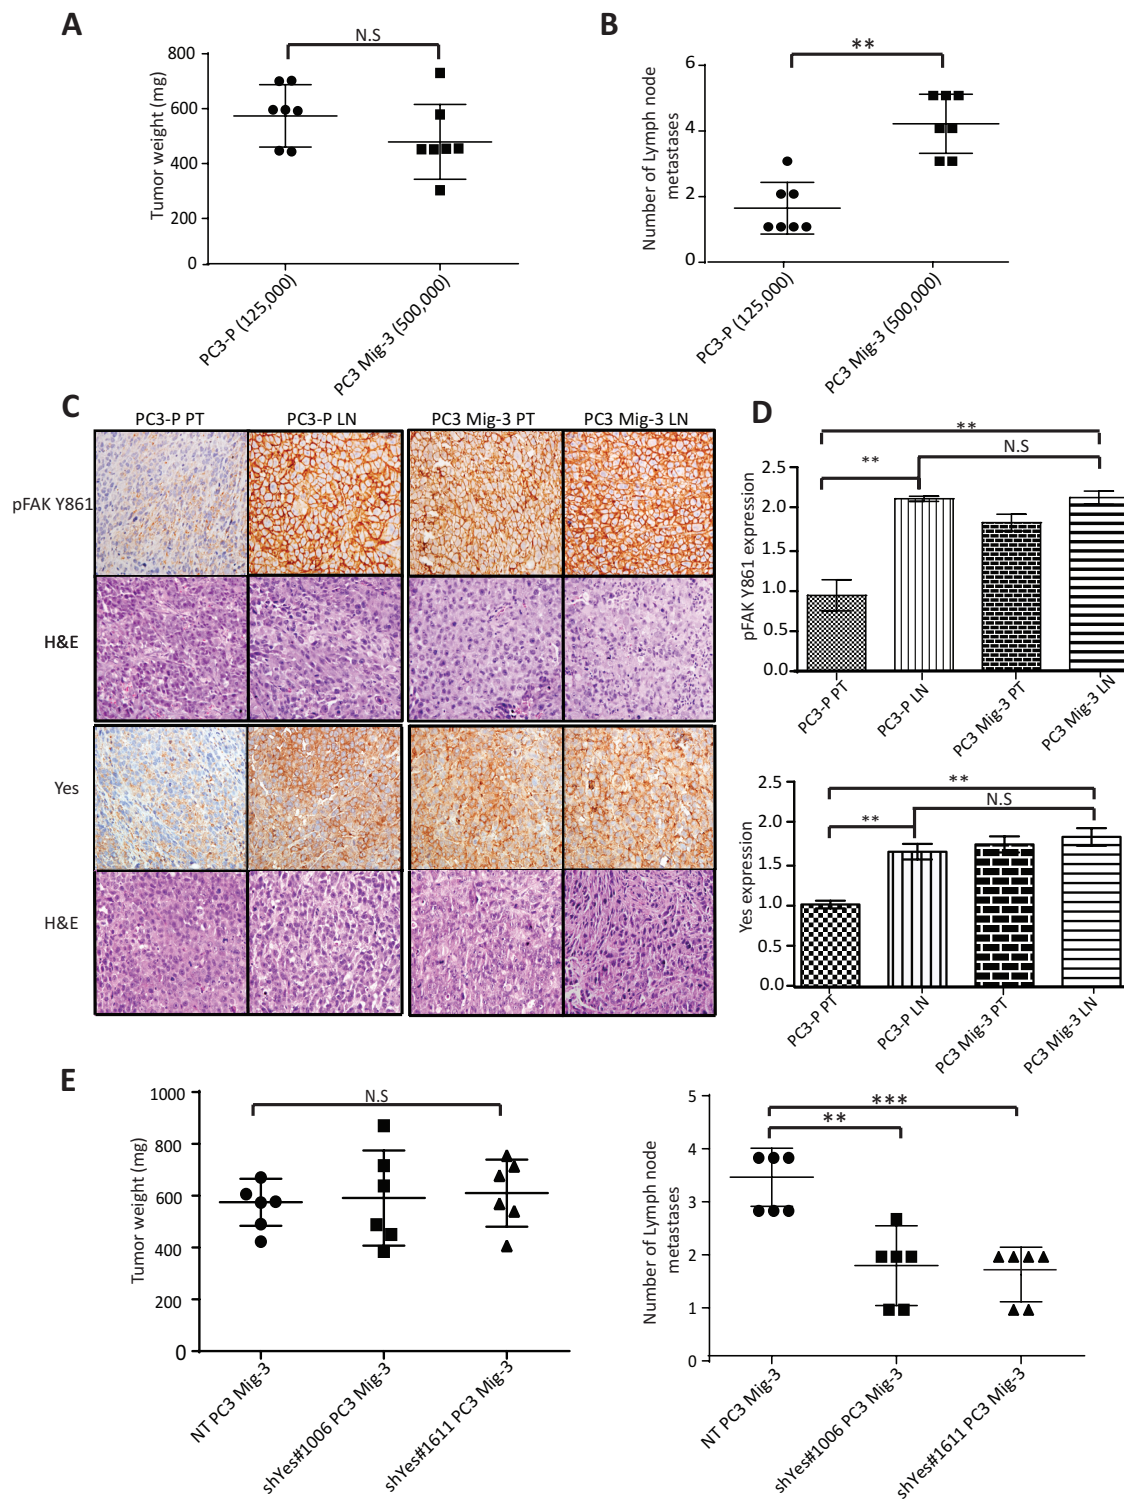 A
N.S
Tumor weight (mg)
800
600
400
200
0
PC3-P (125,000)
PC3 Mig-3 (500,000)
B
**
Number of Lymph node
metastases
6
4
2
0
PC3-P (125,000)
PC3 Mig-3 (500,000)
C
PC3-P PT
PC3-P LN
PC3 Mig-3 PT
PC3 Mig-3 LN
pFAK Y861
H&E
Yes
H&E
D
**
N.S
**
pFAK Y861 expression
2.5
2.0
1.5
1.0
0.5
0.0
PC3-P PT
PC3-P LN
PC3 Mig-3 PT
PC3 Mig-3 LN
**
N.S
**
Yes expression
2.5
2.0
1.5
1.0
0.5
0.0
PC3-P PT
PC3-P LN
PC3 Mig-3 PT
PC3 Mig-3 LN
E
N.S
Tumor weight (mg)
1000
800
600
400
200
0
NT PC3 Mig-3
shYes#1006 PC3 Mig-3
shYes#1611 PC3 Mig-3
***
**
Number of Lymph node
metastases
5
4
3
2
1
0
NT PC3 Mig-3
shYes#1006 PC3 Mig-3
shYes#1611 PC3 Mig-3